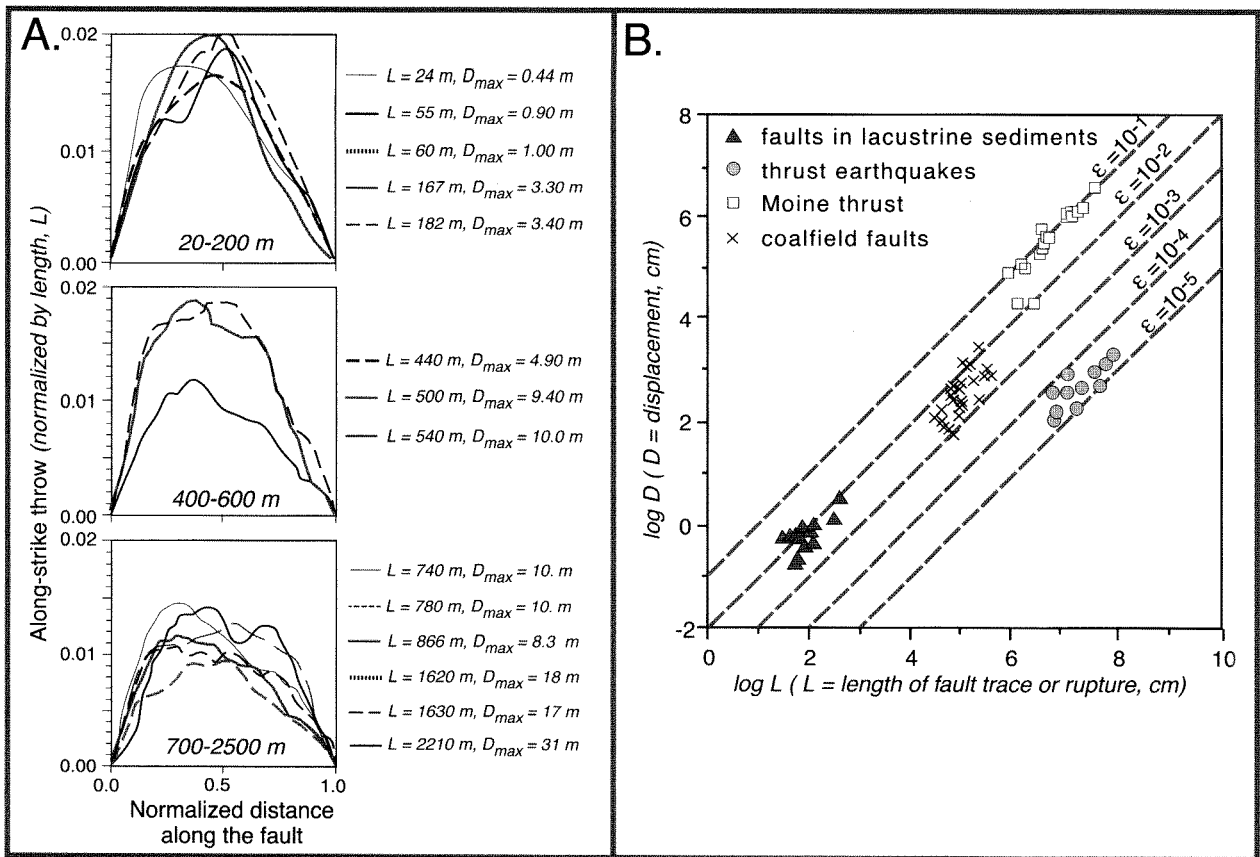 A.
0.02
0.01
0.00
20-200 m
L = 24 m, Dmax = 0.44 m
L = 55 m, Dmax = 0.90 m
L = 60 m, Dmax = 1.00 m
L = 167 m, Dmax = 3.30 m
L = 182 m, Dmax = 3.40 m
0.02
0.01
0.00
400-600 m
L = 440 m, Dmax = 4.90 m
L = 500 m, Dmax = 9.40 m
L = 540 m, Dmax = 10.0 m
0.02
0.01
0.00
700-2500 m
L = 740 m, Dmax = 10. m
L = 780 m, Dmax = 10. m
L = 866 m, Dmax = 8.3 m
L = 1620 m, Dmax = 18 m
L = 1630 m, Dmax = 17 m
L = 2210 m, Dmax = 31 m
0.0 0.5 1.0
Normalized distance
along the fault
Along-strike throw (normalized by length, L)
B.
faults in lacustrine sediments
thrust earthquakes
Moine thrust
coalfield faults
ε =10-1
ε =10-2
ε =10-3
ε =10-4
ε =10-5
8
6
4
2
0
-2
0 2 4 6 8 10
log D ( D = displacement, cm)
log L ( L = length of fault trace or rupture, cm)